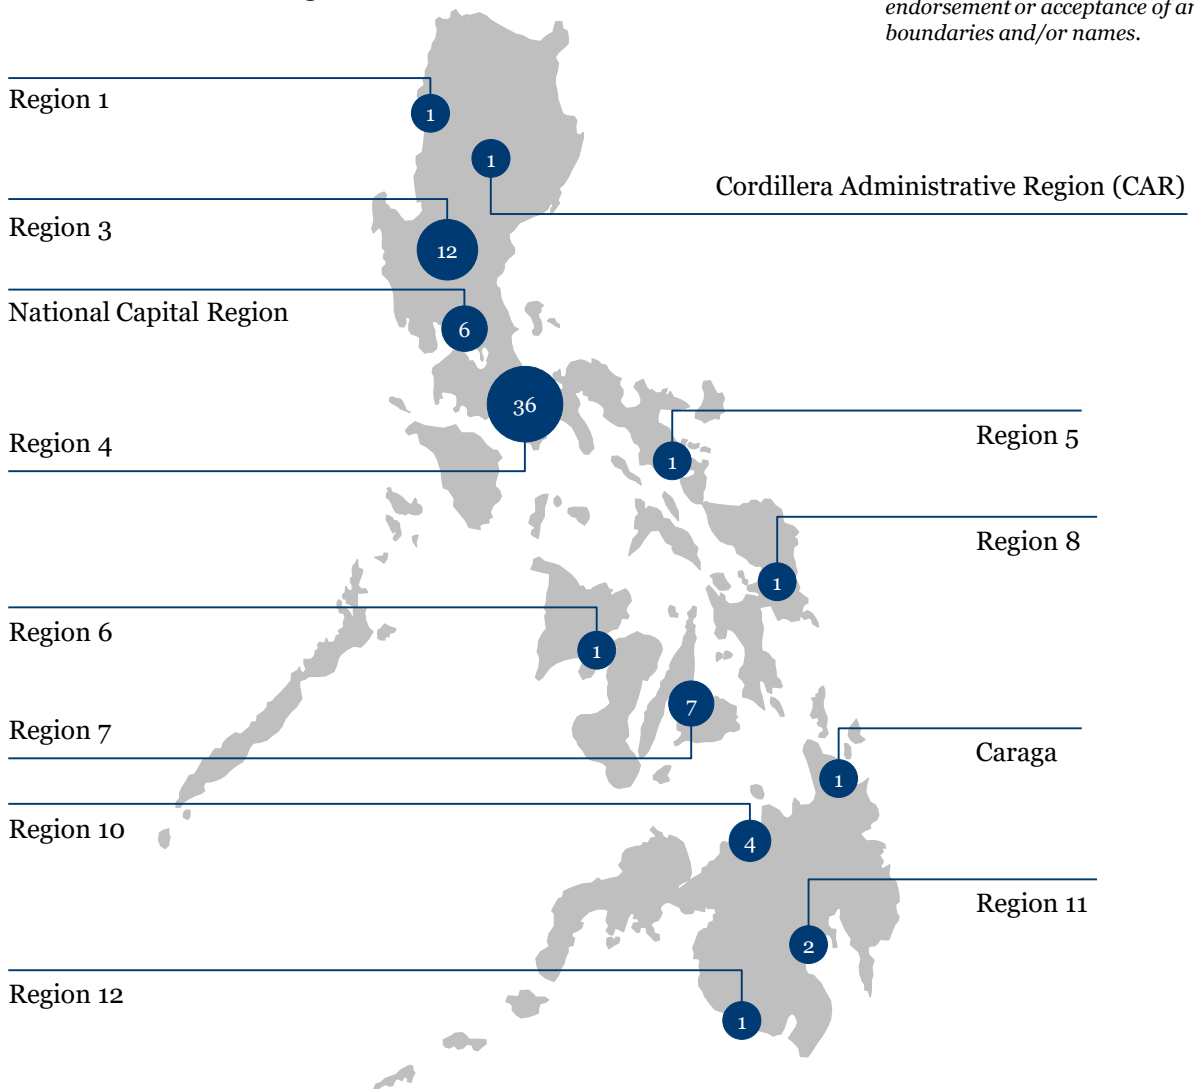 endorsement or acceptance of
boundaries and/or names.
Region 1
1
1
Cordillera Administrative Region (CAR)
Region 3
12
National Capital Region
6
36
Region 4
Region 5
1
Region 8
1
Region 6
1
Region 7
7
Caraga
1
Region 10
4
Region 11
2
Region 12
1